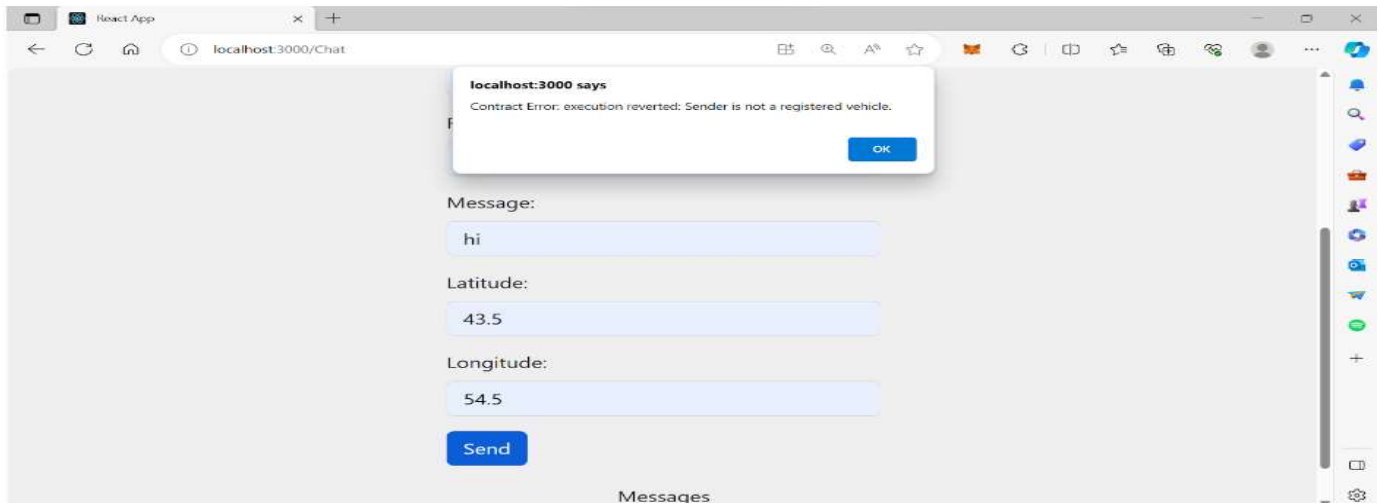 React App
localhost:3000/Chat
localhost:3000 says
Contract Error: execution reverted: Sender is not a registered vehicle.
OK
Message:
hi
Latitude:
43.5
Longitude:
54.5
Send
Messages